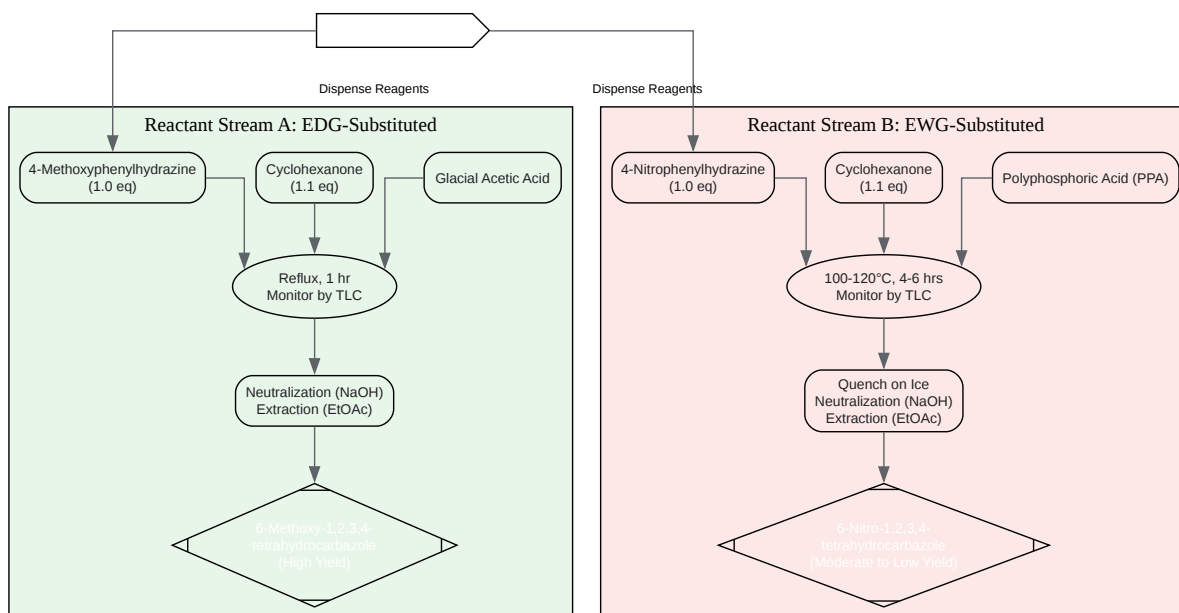 Dispense Reagents
Dispense Reagents
Reactant Stream A: EDG-Substituted
4-Methoxyphenylhydrazine
(1.0 eq)
Cyclohexanone
(1.1 eq)
Glacial Acetic Acid
Reflux, 1 hr
Monitor by TLC
Neutralization (NaOH)
Extraction (EtOAc)
6-Methoxy-1,2,3,4-
tetrahydrocarbazole
(High Yield)
Reactant Stream B: EWG-Substituted
4-Nitrophenylhydrazine
(1.0 eq)
Cyclohexanone
(1.1 eq)
Polyphosphoric Acid (PPA)
100-120°C, 4-6 hrs
Monitor by TLC
Quench on Ice
Neutralization (NaOH)
Extraction (EtOAc)
6-Nitro-1,2,3,4-
tetrahydrocarbazole
(Moderate to Low Yield)